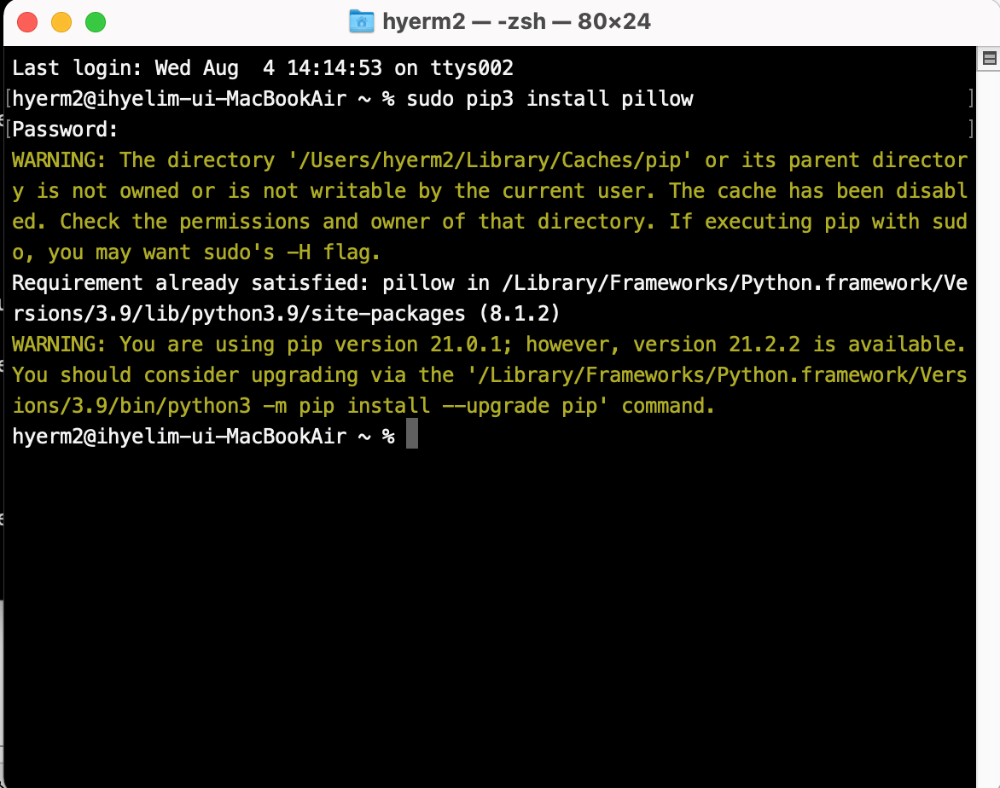 hyerm2 — -zsh — 80×24
Last login: Wed Aug  4 14:14:53 on ttys002
[hyerm2@ihyelim-ui-MacBookAir ~ % sudo pip3 install pillow ]
[Password: ]
WARNING: The directory '/Users/hyerm2/Library/Caches/pip' or its parent director
y is not owned or is not writable by the current user. The cache has been disabl
ed. Check the permissions and owner of that directory. If executing pip with sud
o, you may want sudo's -H flag.
Requirement already satisfied: pillow in /Library/Frameworks/Python.framework/Ve
rsions/3.9/lib/python3.9/site-packages (8.1.2)
WARNING: You are using pip version 21.0.1; however, version 21.2.2 is available.
You should consider upgrading via the '/Library/Frameworks/Python.framework/Vers
ions/3.9/bin/python3 -m pip install --upgrade pip' command.
hyerm2@ihyelim-ui-MacBookAir ~ %